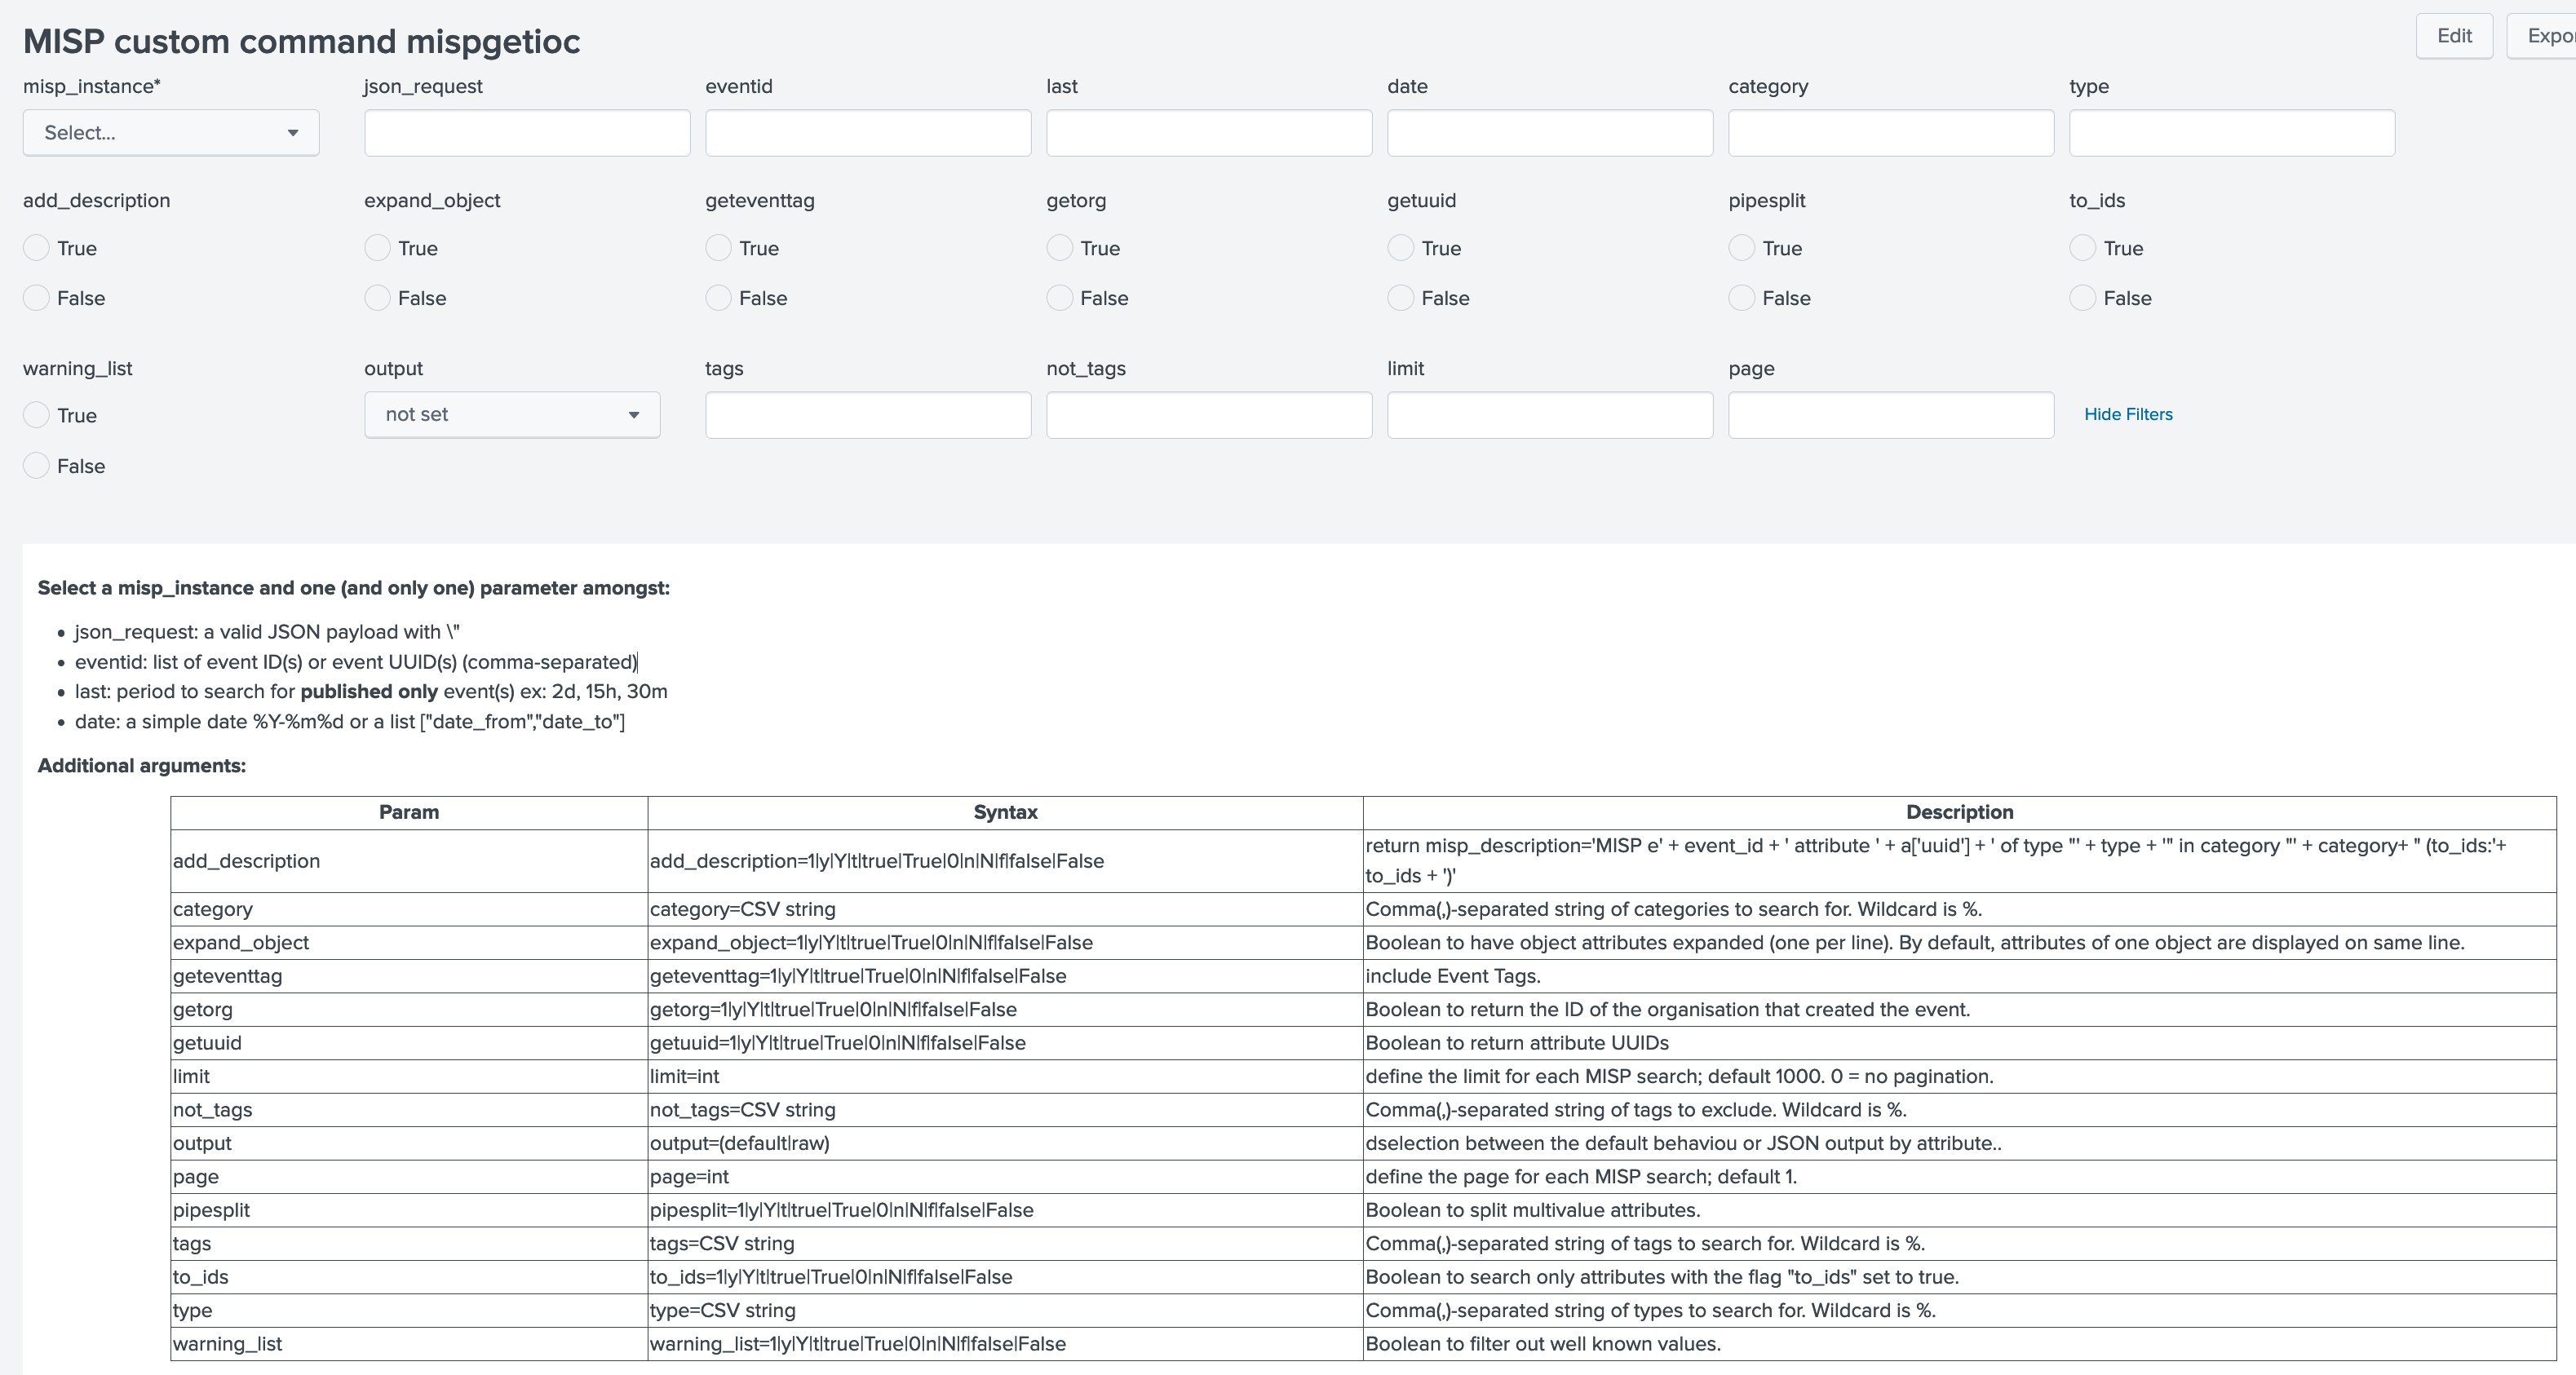 MISP custom command mispgetioc
Edit
misp_instance* json_request eventid last date category type
Select...
add_description expand_object geteventtag getorg getuuid pipesplit to_ids
True True True True True True True
False False False False False False False
warning_list output tags not_tags limit page
True not set Hide Filters
False
Select a misp_instance and one (and only one) parameter amongst:
• json_request: a valid JSON payload with \"
• eventid: list of event ID(s) or event UUID(s) (comma-separated)
• last: period to search for published only event(s) ex: 2d, 15h, 30m
• date: a simple date %Y-%m%d or a list ["date_from","date_to"]
Additional arguments:
Param Syntax Description
add_description add_description=1|y|Y|t|true|True|0|n|N|f|false|False return misp_description='MISP e' + event_id + ' attribute ' + a['uuid'] + ' of type "' + type + '" in category "' + category+ " (to_ids:'+
to_ids + ')'
category category=CSV string Comma(,)-separated string of categories to search for. Wildcard is %.
expand_object expand_object=1|y|Y|t|true|True|0|n|N|f|false|False Boolean to have object attributes expanded (one per line). By default, attributes of one object are displayed on same line.
geteventtag geteventtag=1|y|Y|t|true|True|0|n|N|f|false|False include Event Tags.
getorg getorg=1|y|Y|t|true|True|0|n|N|f|false|False Boolean to return the ID of the organisation that created the event.
getuuid getuuid=1|y|Y|t|true|True|0|n|N|f|false|False Boolean to return attribute UUIDs
limit limit=int define the limit for each MISP search; default 1000. 0 = no pagination.
not_tags not_tags=CSV string Comma(,)-separated string of tags to exclude. Wildcard is %.
output output=(default|raw) dselection between the default behaviou or JSON output by attribute..
page page=int define the page for each MISP search; default 1.
pipesplit pipesplit=1|y|Y|t|true|True|0|n|N|f|false|False Boolean to split multivalue attributes.
tags tags=CSV string Comma(,)-separated string of tags to search for. Wildcard is %.
to_ids to_ids=1|y|Y|t|true|True|0|n|N|f|false|False Boolean to search only attributes with the flag "to_ids" set to true.
type type=CSV string Comma(,)-separated string of types to search for. Wildcard is %.
warning_list warning_list=1|y|Y|t|true|True|0|n|N|f|false|False Boolean to filter out well known values.